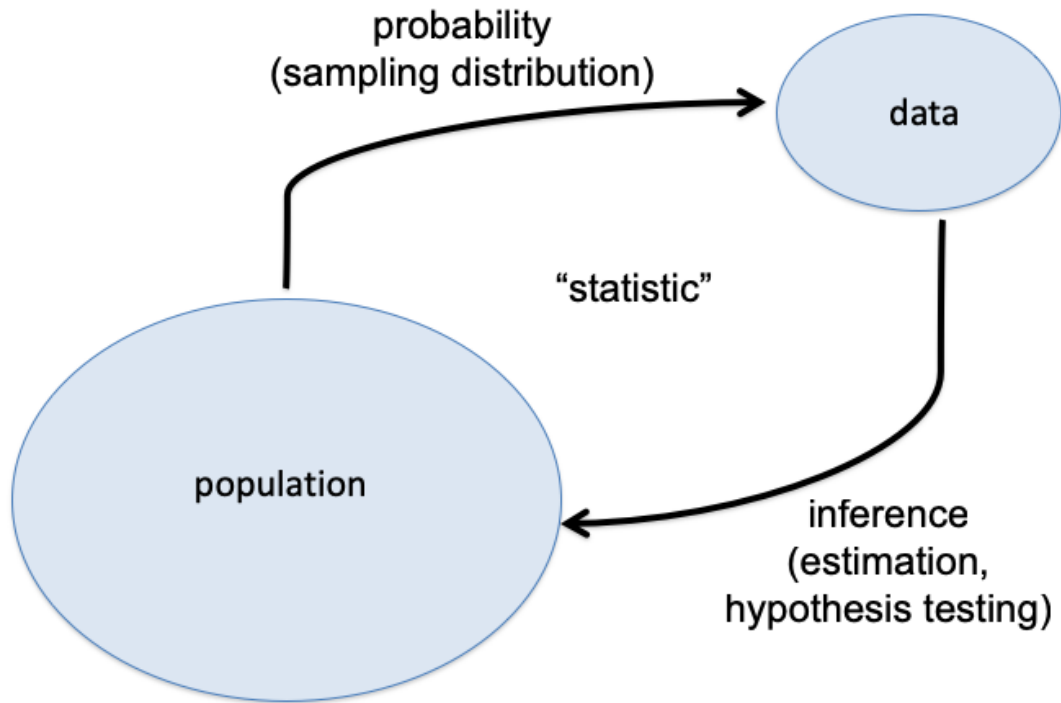 probability
(sampling distribution)
data
“statistic”
population
inference
(estimation,
hypothesis testing)